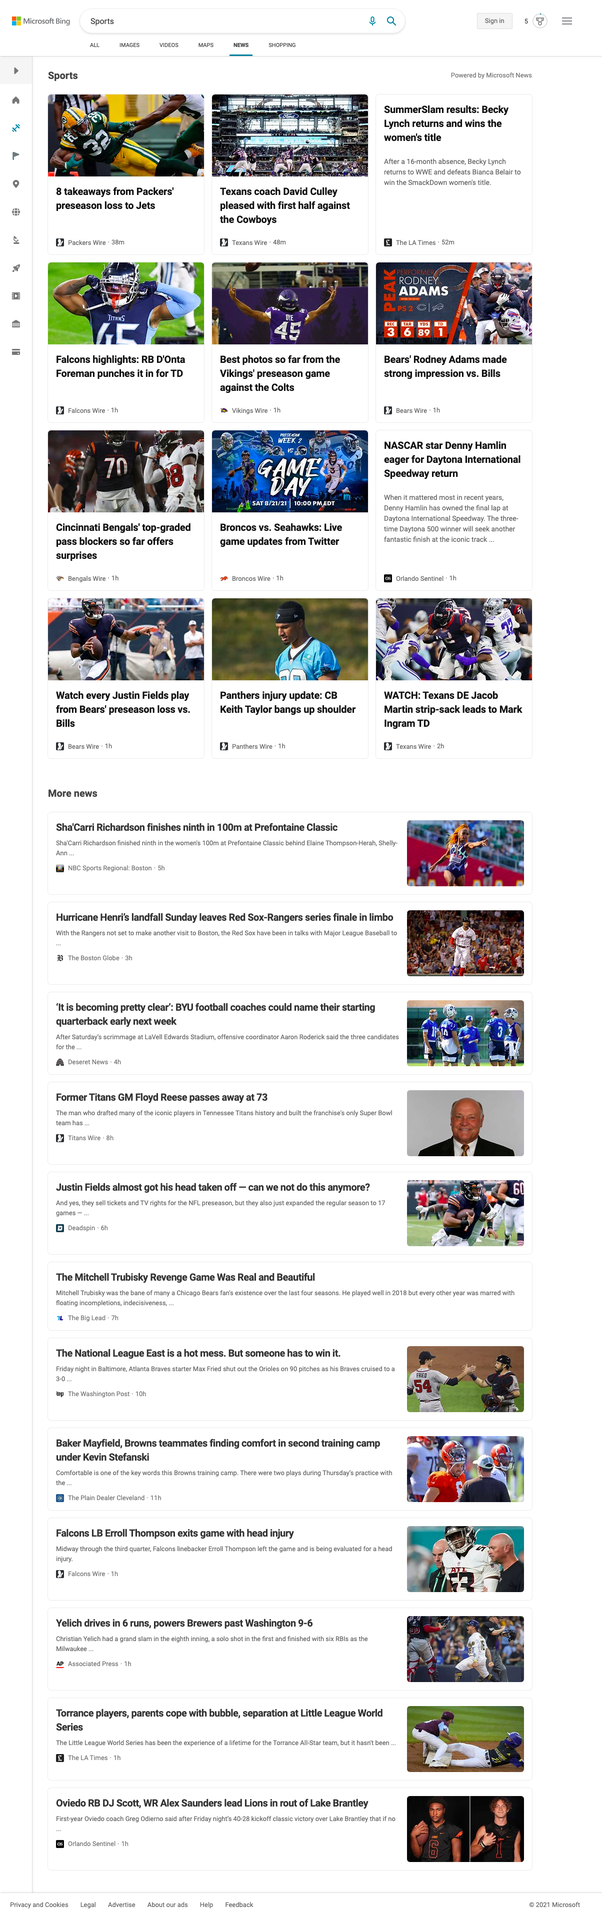 Microsoft Bing
Sports
Sign in
5
ALL IMAGES VIDEOS MAPS NEWS SHOPPING
Sports
Powered by Microsoft News
8 takeaways from Packers'
preseason loss to Jets
Packers Wire · 38m
Texans coach David Culley
pleased with first half against
the Cowboys
Texans Wire · 48m
SummerSlam results: Becky
Lynch returns and wins the
women's title
After a 16-month absence, Becky Lynch
returns to WWE and defeats Bianca Belair to
win the SmackDown women's title.
The LA Times · 52m
TITANS
45
Falcons highlights: RB D'Onta
Foreman punches it in for TD
Falcons Wire · 1h
45
Best photos so far from the
Vikings' preseason game
against the Colts
Vikings Wire · 1h
PEAK
PERFORMER
RODNEY
ADAMS
PS 2
REC
TGT
YDS
TD
3 6 89 1
Bears' Rodney Adams made
strong impression vs. Bills
Bears Wire · 1h
70
Cincinnati Bengals' top-graded
pass blockers so far offers
surprises
Bengals Wire · 1h
PRESEASON
WEEK 2
VS
GAME
DAY
SAT 8/21/21 | 10:00 PM EDT
Broncos vs. Seahawks: Live
game updates from Twitter
Broncos Wire · 1h
NASCAR star Denny Hamlin
eager for Daytona International
Speedway return
When it mattered most in recent years,
Denny Hamlin has owned the final lap at
Daytona International Speedway. The three-
time Daytona 500 winner will seek another
fantastic finish at the iconic track ...
Orlando Sentinel · 1h
Watch every Justin Fields play
from Bears' preseason loss vs.
Bills
Bears Wire · 1h
Panthers injury update: CB
Keith Taylor bangs up shoulder
Panthers Wire · 1h
WATCH: Texans DE Jacob
Martin strip-sack leads to Mark
Ingram TD
Texans Wire · 2h
More news
Sha'Carri Richardson finishes ninth in 100m at Prefontaine Classic
Sha'Carri Richardson finished ninth in the women's 100m at Prefontaine Classic behind Elaine Thompson-Herah, Shelly-
Ann ...
NBC Sports Regional: Boston · 5h
Hurricane Henri's landfall Sunday leaves Red Sox-Rangers series finale in limbo
With the Rangers not set to make another visit to Boston, the Red Sox have been in talks with Major League Baseball to
...
The Boston Globe · 3h
'It is becoming pretty clear': BYU football coaches could name their starting
quarterback early next week
After Saturday's scrimmage at LaVell Edwards Stadium, offensive coordinator Aaron Roderick said the three candidates
for the ...
Deseret News · 4h
Former Titans GM Floyd Reese passes away at 73
The man who drafted many of the iconic players in Tennessee Titans history and built the franchise's only Super Bowl
team has ...
Titans Wire · 8h
Justin Fields almost got his head taken off — can we not do this anymore?
And yes, they sell tickets and TV rights for the NFL preseason, but they also just expanded the regular season to 17
games — ...
Deadspin · 6h
The Mitchell Trubisky Revenge Game Was Real and Beautiful
Mitchell Trubisky was the bane of many a Chicago Bears fan's existence over the last four seasons. He played well in 2018 but every other year was marred with
floating incompletions, indecisiveness, ...
The Big Lead · 7h
The National League East is a hot mess. But someone has to win it.
Friday night in Baltimore, Atlanta Braves starter Max Fried shut out the Orioles on 90 pitches as his Braves cruised to a
3-0 ...
The Washington Post · 10h
FRIED
54
Baker Mayfield, Browns teammates finding comfort in second training camp
under Kevin Stefanski
Comfortable is one of the key words this Browns training camp. There were two plays during Thursday's practice with
the ...
The Plain Dealer Cleveland · 11h
Falcons LB Erroll Thompson exits game with head injury
Midway through the third quarter, Falcons linebacker Erroll Thompson left the game and is being evaluated for a head
injury.
Falcons Wire · 1h
Yelich drives in 6 runs, powers Brewers past Washington 9-6
Christian Yelich had a grand slam in the eighth inning, a solo shot in the first and finished with six RBIs as the
Milwaukee ...
AP
Associated Press · 1h
Torrance players, parents cope with bubble, separation at Little League World
Series
The Little League World Series has been the experience of a lifetime for the Torrance All-Star team, but it hasn't been ...
The LA Times · 1h
Oviedo RB DJ Scott, WR Alex Saunders lead Lions in rout of Lake Brantley
First-year Oviedo coach Greg Odierno said after Friday night's 40-28 kickoff classic victory over Lake Brantley that if no
...
Orlando Sentinel · 1h
6
1
Privacy and Cookies Legal Advertise About our ads Help Feedback
© 2021 Microsoft